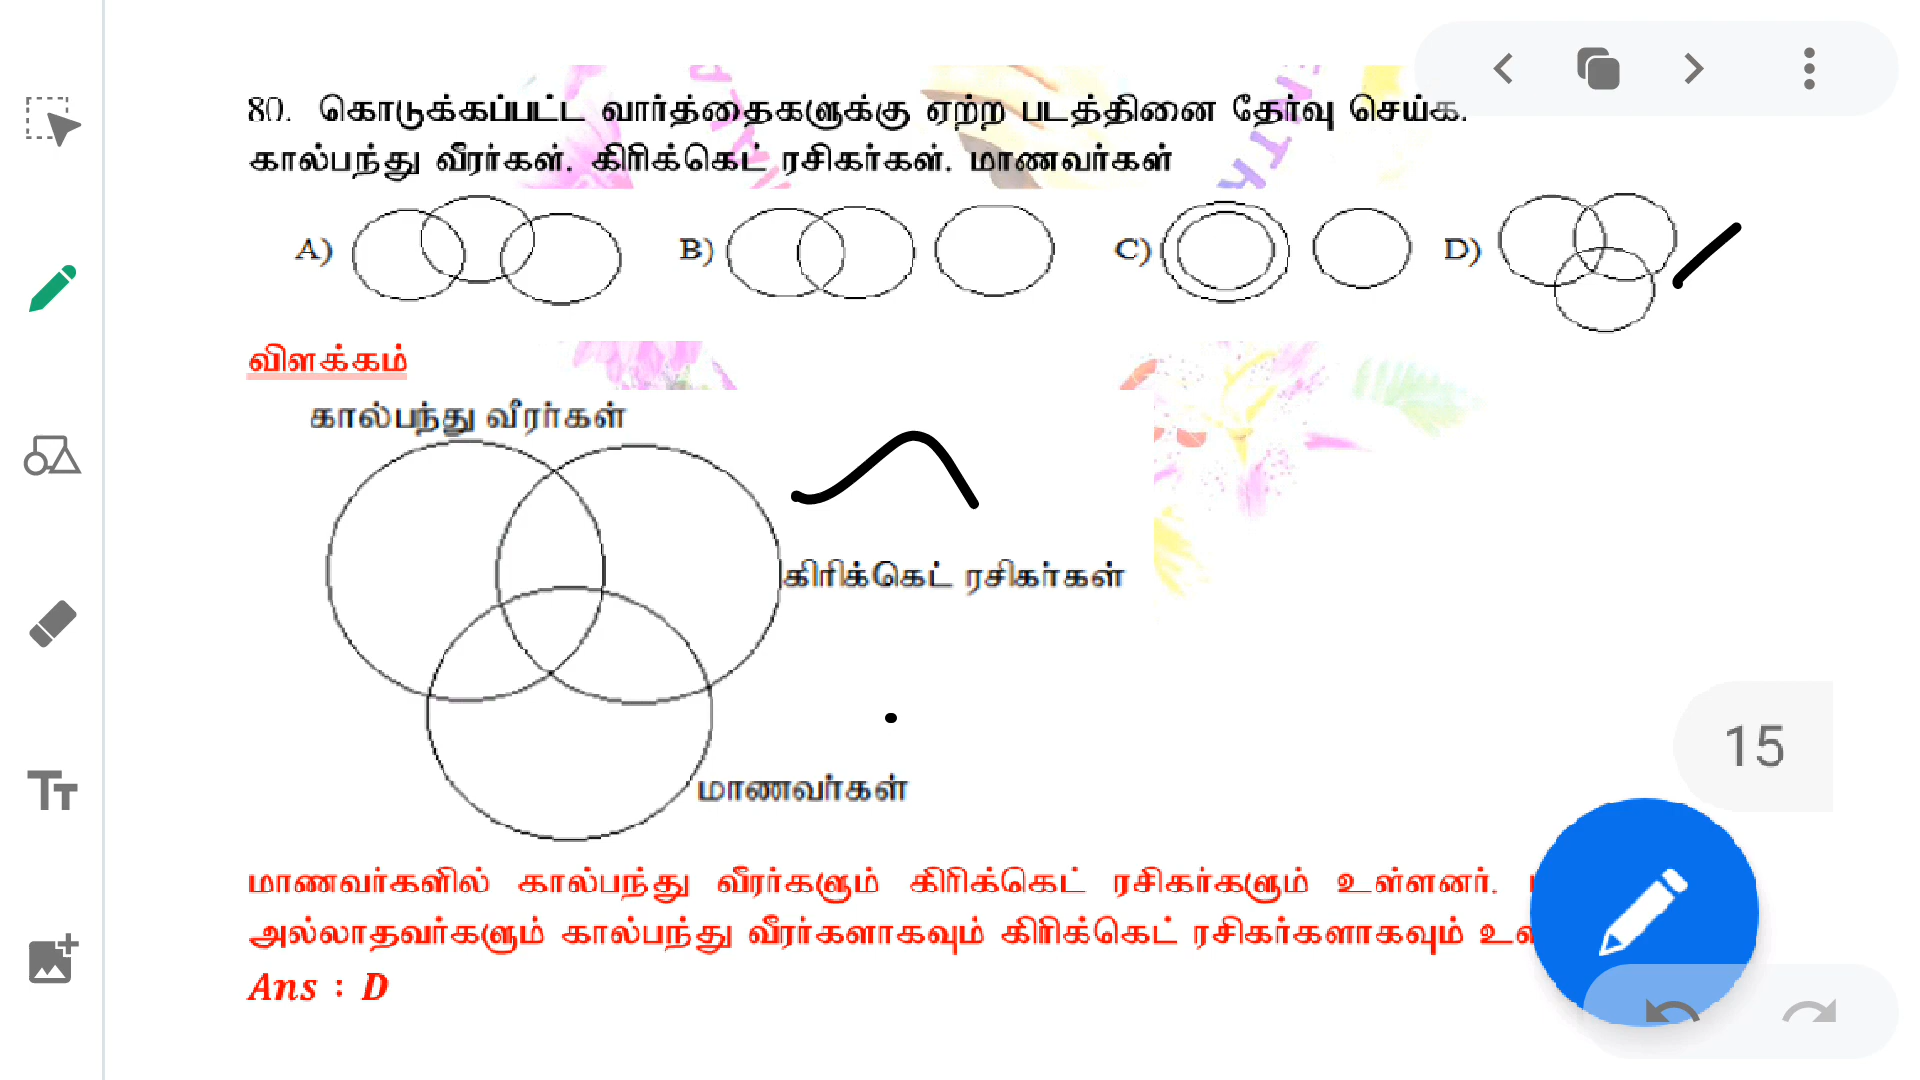 80. கொடுக்கப்பட்ட வார்த்தைகளுக்கு ஏற்ற படத்தினை தேர்வு செய்க.
கால்பந்து வீரர்கள். கிரிக்கெட் ரசிகர்கள். மாணவர்கள்
A) B) C) D)
விளக்கம்
கால்பந்து வீரர்கள்
கிரிக்கெட் ரசிகர்கள்
15
மாணவர்கள்
மாணவர்களில் கால்பந்து வீரர்களும் கிரிக்கெட் ரசிகர்களும் உள்ளனர்.
அல்லாதவர்களும் கால்பந்து வீரர்களாகவும் கிரிக்கெட் ரசிகர்களாகவும்
Ans : D